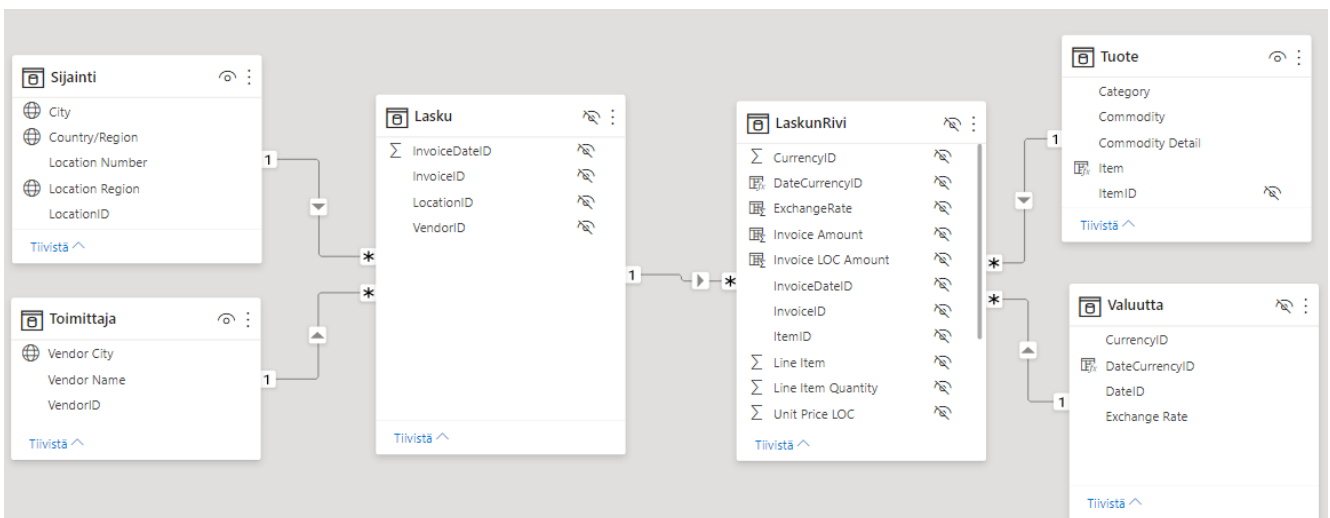 Sijainti
City
Country/Region
Location Number
Location Region
LocationID
Tiivistä
Toimittaja
Vendor City
Vendor Name
VendorID
Tiivistä
1
1
*
*
Lasku
InvoiceDateID
InvoiceID
LocationID
VendorID
Tiivistä
1
*
LaskunRivi
CurrencyID
DateCurrencyID
ExchangeRate
Invoice Amount
Invoice LOC Amount
InvoiceDateID
InvoiceID
ItemID
Line Item
Line Item Quantity
Unit Price LOC
Tiivistä
*
*
1
1
Tuote
Category
Commodity
Commodity Detail
Item
ItemID
Tiivistä
Valuutta
CurrencyID
DateCurrencyID
DateID
Exchange Rate
Tiivistä